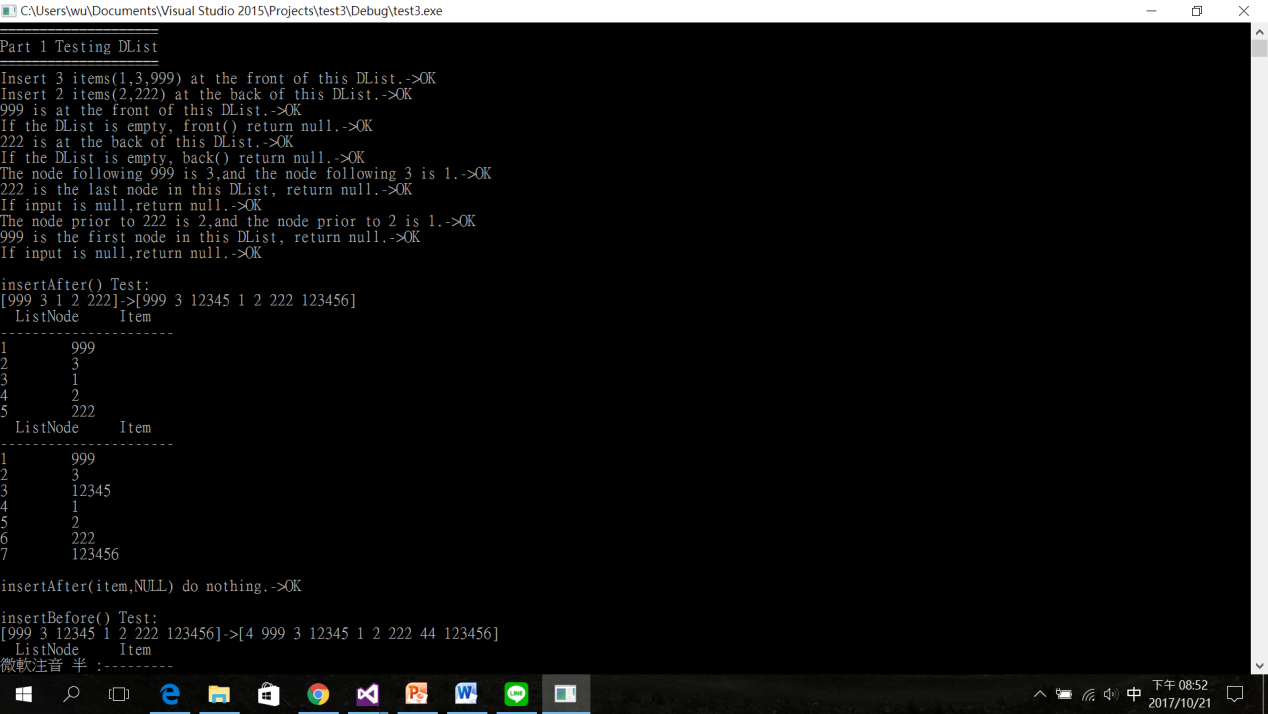 C:\Users\wu\Documents\Visual Studio 2015\Projects\test3\Debug\test3.exe
====================
Part 1 Testing DList
====================
Insert 3 items(1,3,999) at the front of this DList.->OK
Insert 2 items(2,222) at the back of this DList.->OK
999 is at the front of this DList.->OK
If the DList is empty, front() return null.->OK
222 is at the back of this DList.->OK
If the DList is empty, back() return null.->OK
The node following 999 is 3,and the node following 3 is 1.->OK
222 is the last node in this DList, return null.->OK
If input is null,return null.->OK
The node prior to 222 is 2,and the node prior to 2 is 1.->OK
999 is the first node in this DList, return null.->OK
If input is null,return null.->OK
insertAfter() Test:
[999 3 1 2 222]->[999 3 12345 1 2 222 123456]
ListNode Item
----------------------
1 999
2 3
3 1
4 2
5 222
ListNode Item
----------------------
1 999
2 3
3 12345
4 1
5 2
6 222
7 123456
insertAfter(item,NULL) do nothing.->OK
insertBefore() Test:
[999 3 12345 1 2 222 123456]->[4 999 3 12345 1 2 222 44 123456]
ListNode Item
微軟注音 半 :---------
中
下午 08:52
2017/10/21
LINE